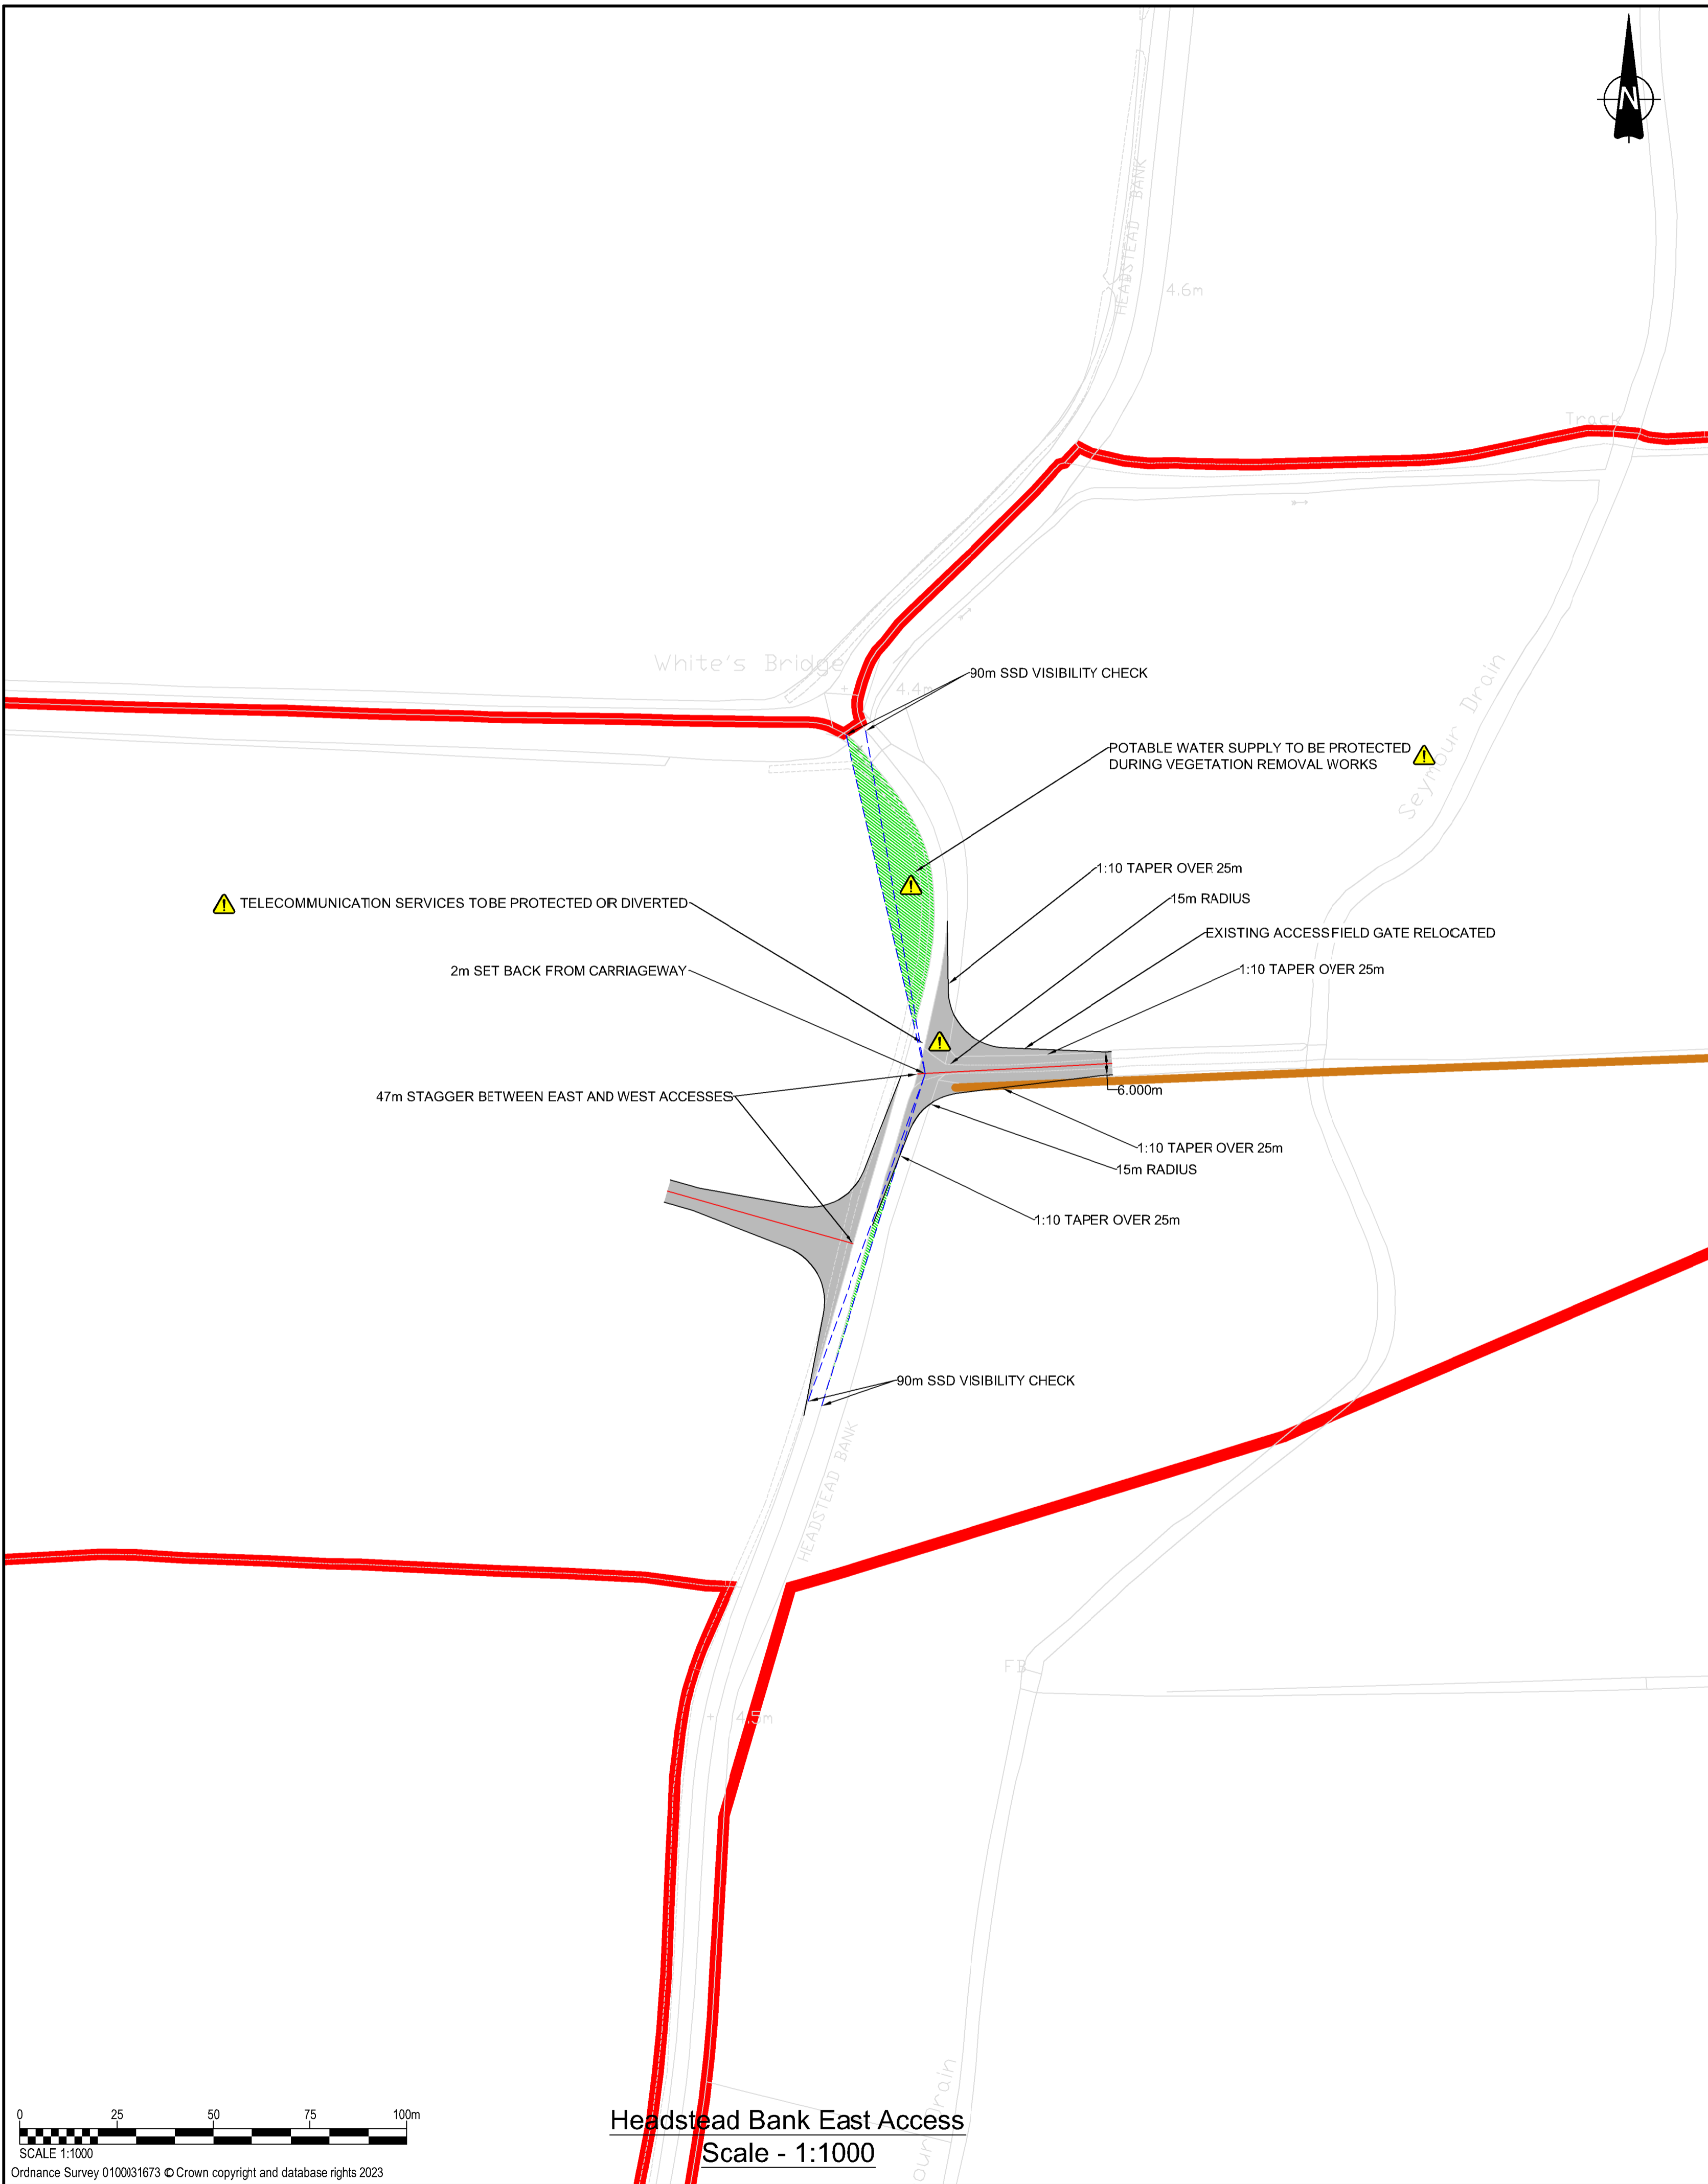 N
HEADSTEAD BANK
4.6m
Track
White's Bridge
4.4m
90m SSD VISIBILITY CHECK
POTABLE WATER SUPPLY TO BE PROTECTED
DURING VEGETATION REMOVAL WORKS
Seymour Drain
1:10 TAPER OVER 25m
15m RADIUS
TELECOMMUNICATION SERVICES TO BE PROTECTED OR DIVERTED
EXISTING ACCESS FIELD GATE RELOCATED
2m SET BACK FROM CARRIAGEWAY
1:10 TAPER OVER 25m
6.000m
47m STAGGER BETWEEN EAST AND WEST ACCESSES
1:10 TAPER OVER 25m
15m RADIUS
1:10 TAPER OVER 25m
90m SSD VISIBILITY CHECK
HEADSTEAD BANK
FB
4.5m
our Drain
0 25 50 75 100m
SCALE 1:1000
Headstead Bank East Access
Scale - 1:1000
Ordnance Survey 0100031673 © Crown copyright and database rights 2023